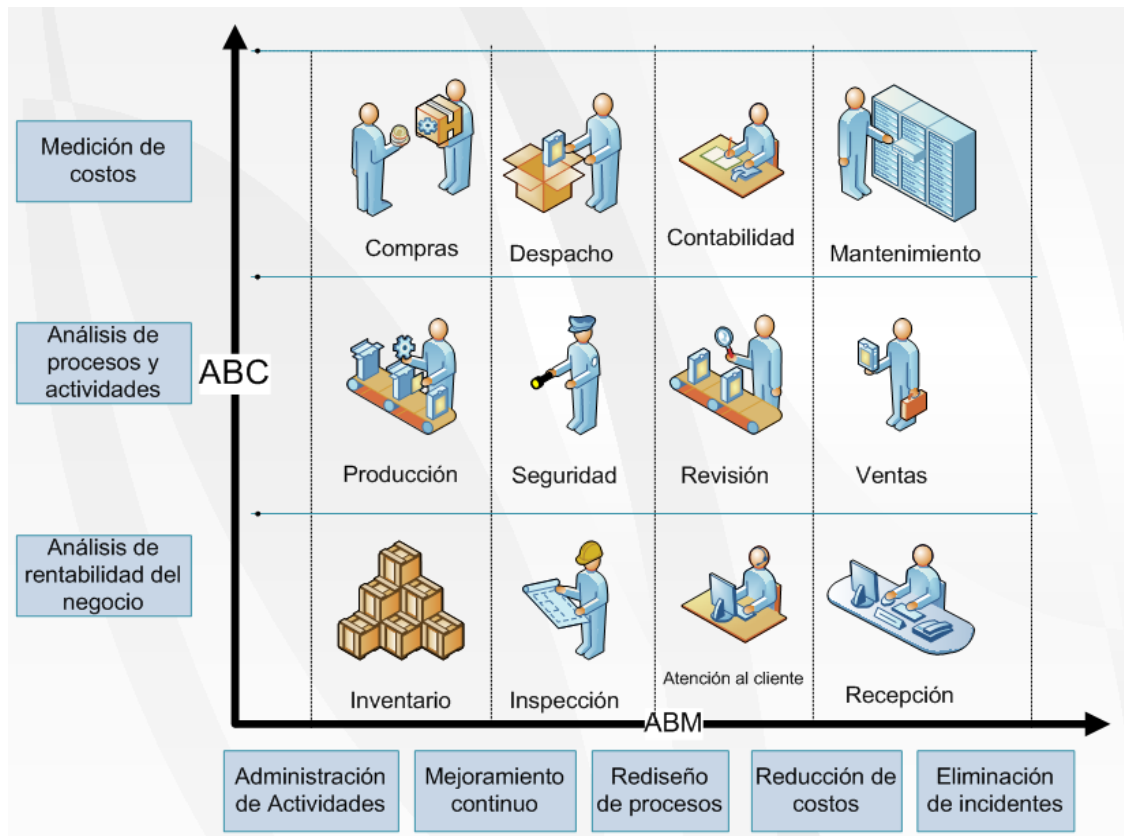 Medición de
costos
Compras
Despacho
Contabilidad
Mantenimiento
Análisis de
procesos y
actividades
ABC
Producción
Seguridad
Revisión
Ventas
Análisis de
rentabilidad del
negocio
Inventario
Inspección
Atención al cliente
Recepción
ABM
Administración
de Actividades
Mejoramiento
continuo
Rediseño
de procesos
Reducción de
costos
Eliminación
de incidentes